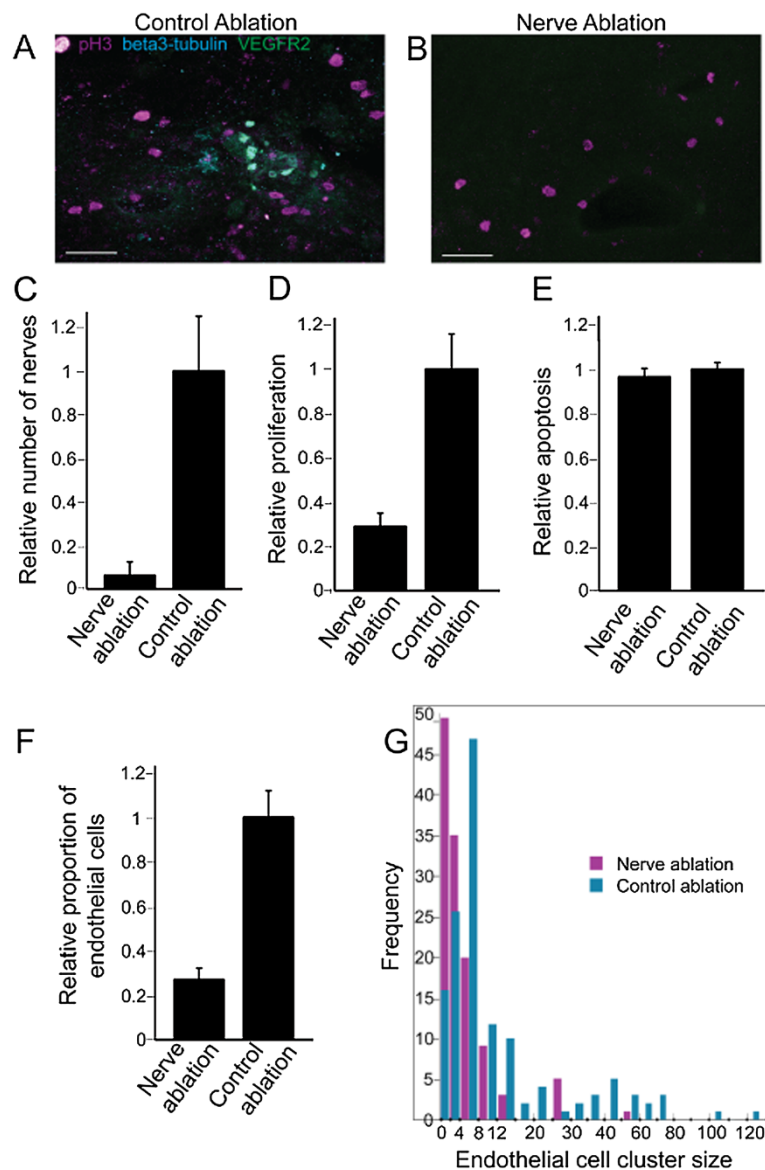 Control Ablation
Nerve Ablation
A
pH3 beta3-tubulin VEGFR2
B
C
Relative number of nerves
1.2
1
0.8
0.6
0.4
0.2
0
Nerve ablation
Control ablation
D
Relative proliferation
1.2
1
0.8
0.6
0.4
0.2
0
Nerve ablation
Control ablation
E
Relative apoptosis
1.2
1
0.8
0.6
0.4
0.2
0
Nerve ablation
Control ablation
F
Relative proportion of
endothelial cells
1.2
1
0.8
0.6
0.4
0.2
0
Nerve ablation
Control ablation
G
Frequency
50
45
40
35
30
25
20
15
10
5
0
Nerve ablation
Control ablation
0 4 8 12 20 30 40 60 80 100 120
Endothelial cell cluster size